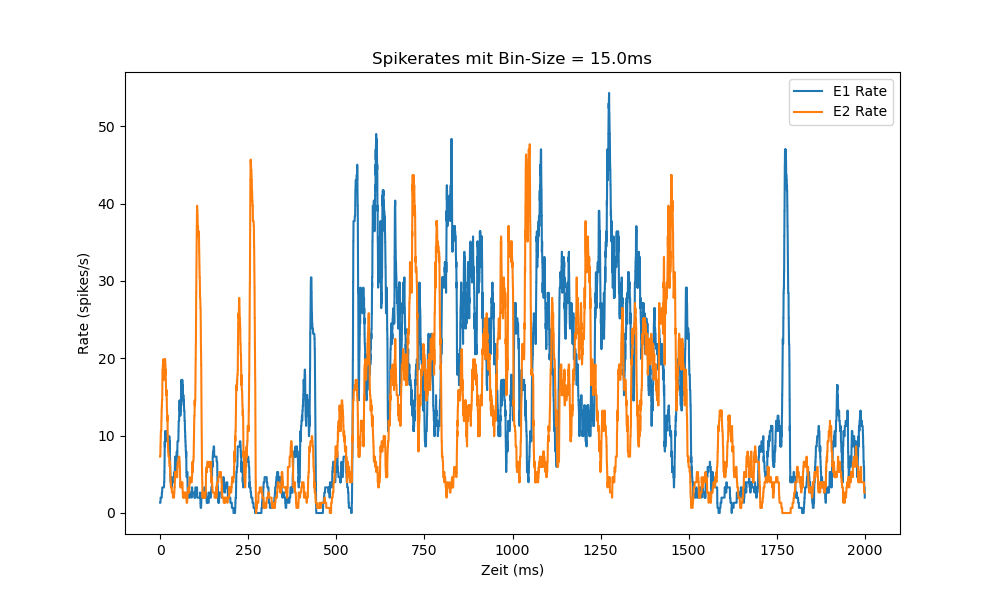 Spikerates mit Bin-Size = 15.0ms
E1 Rate
E2 Rate
50
40
30
20
10
0
Rate (spikes/s)
0 250 500 750 1000 1250 1500 1750 2000
Zeit (ms)